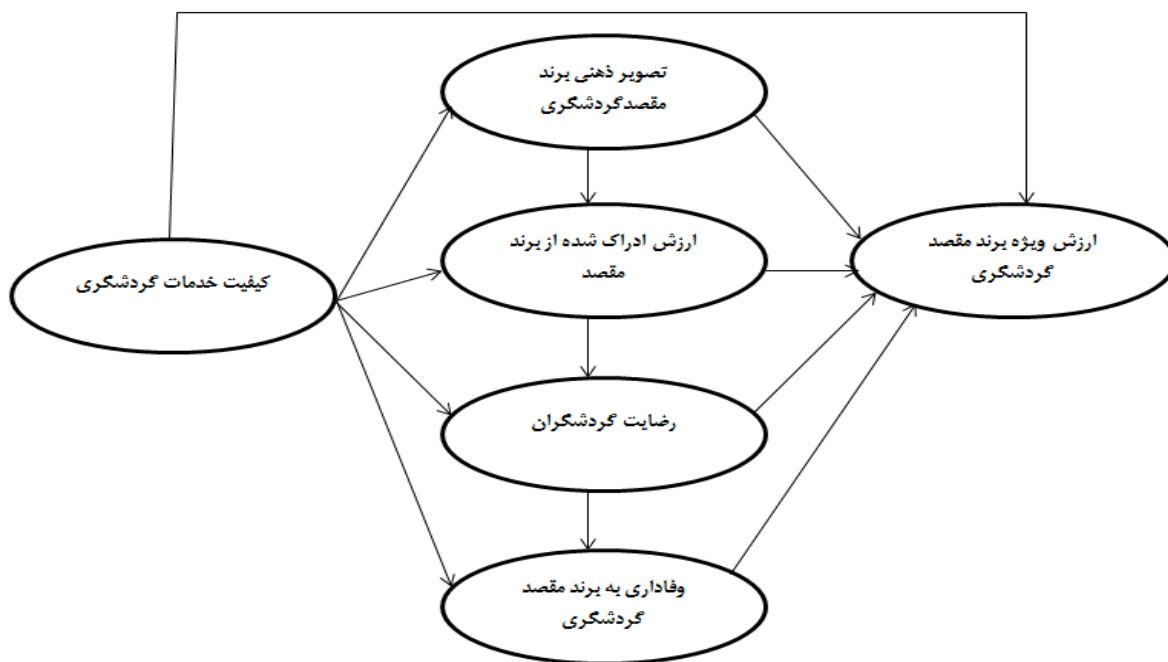 تصویر ذهنی برند
مقصدگردشگری
ارزش ادراک شده از برند
مقصد
ارزش ویژه برند مقصد
گردشگری
کیفیت خدمات گردشگری
رضایت گردشگران
وفاداری به برند مقصد
گردشگری